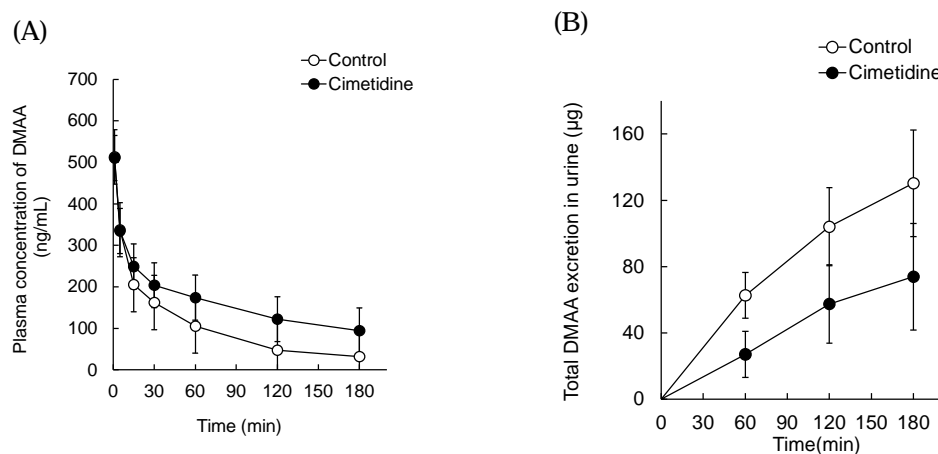 (A)
Control
Cimetidine
700
600
500
400
300
200
100
0
0 30 60 90 120 150 180
Time (min)
Plasma concentration of DMAA
(ng/mL)
(B)
Control
Cimetidine
160
120
80
40
0
0 30 60 90 120 150 180
Time(min)
Total DMAA excretion in urine (µg)